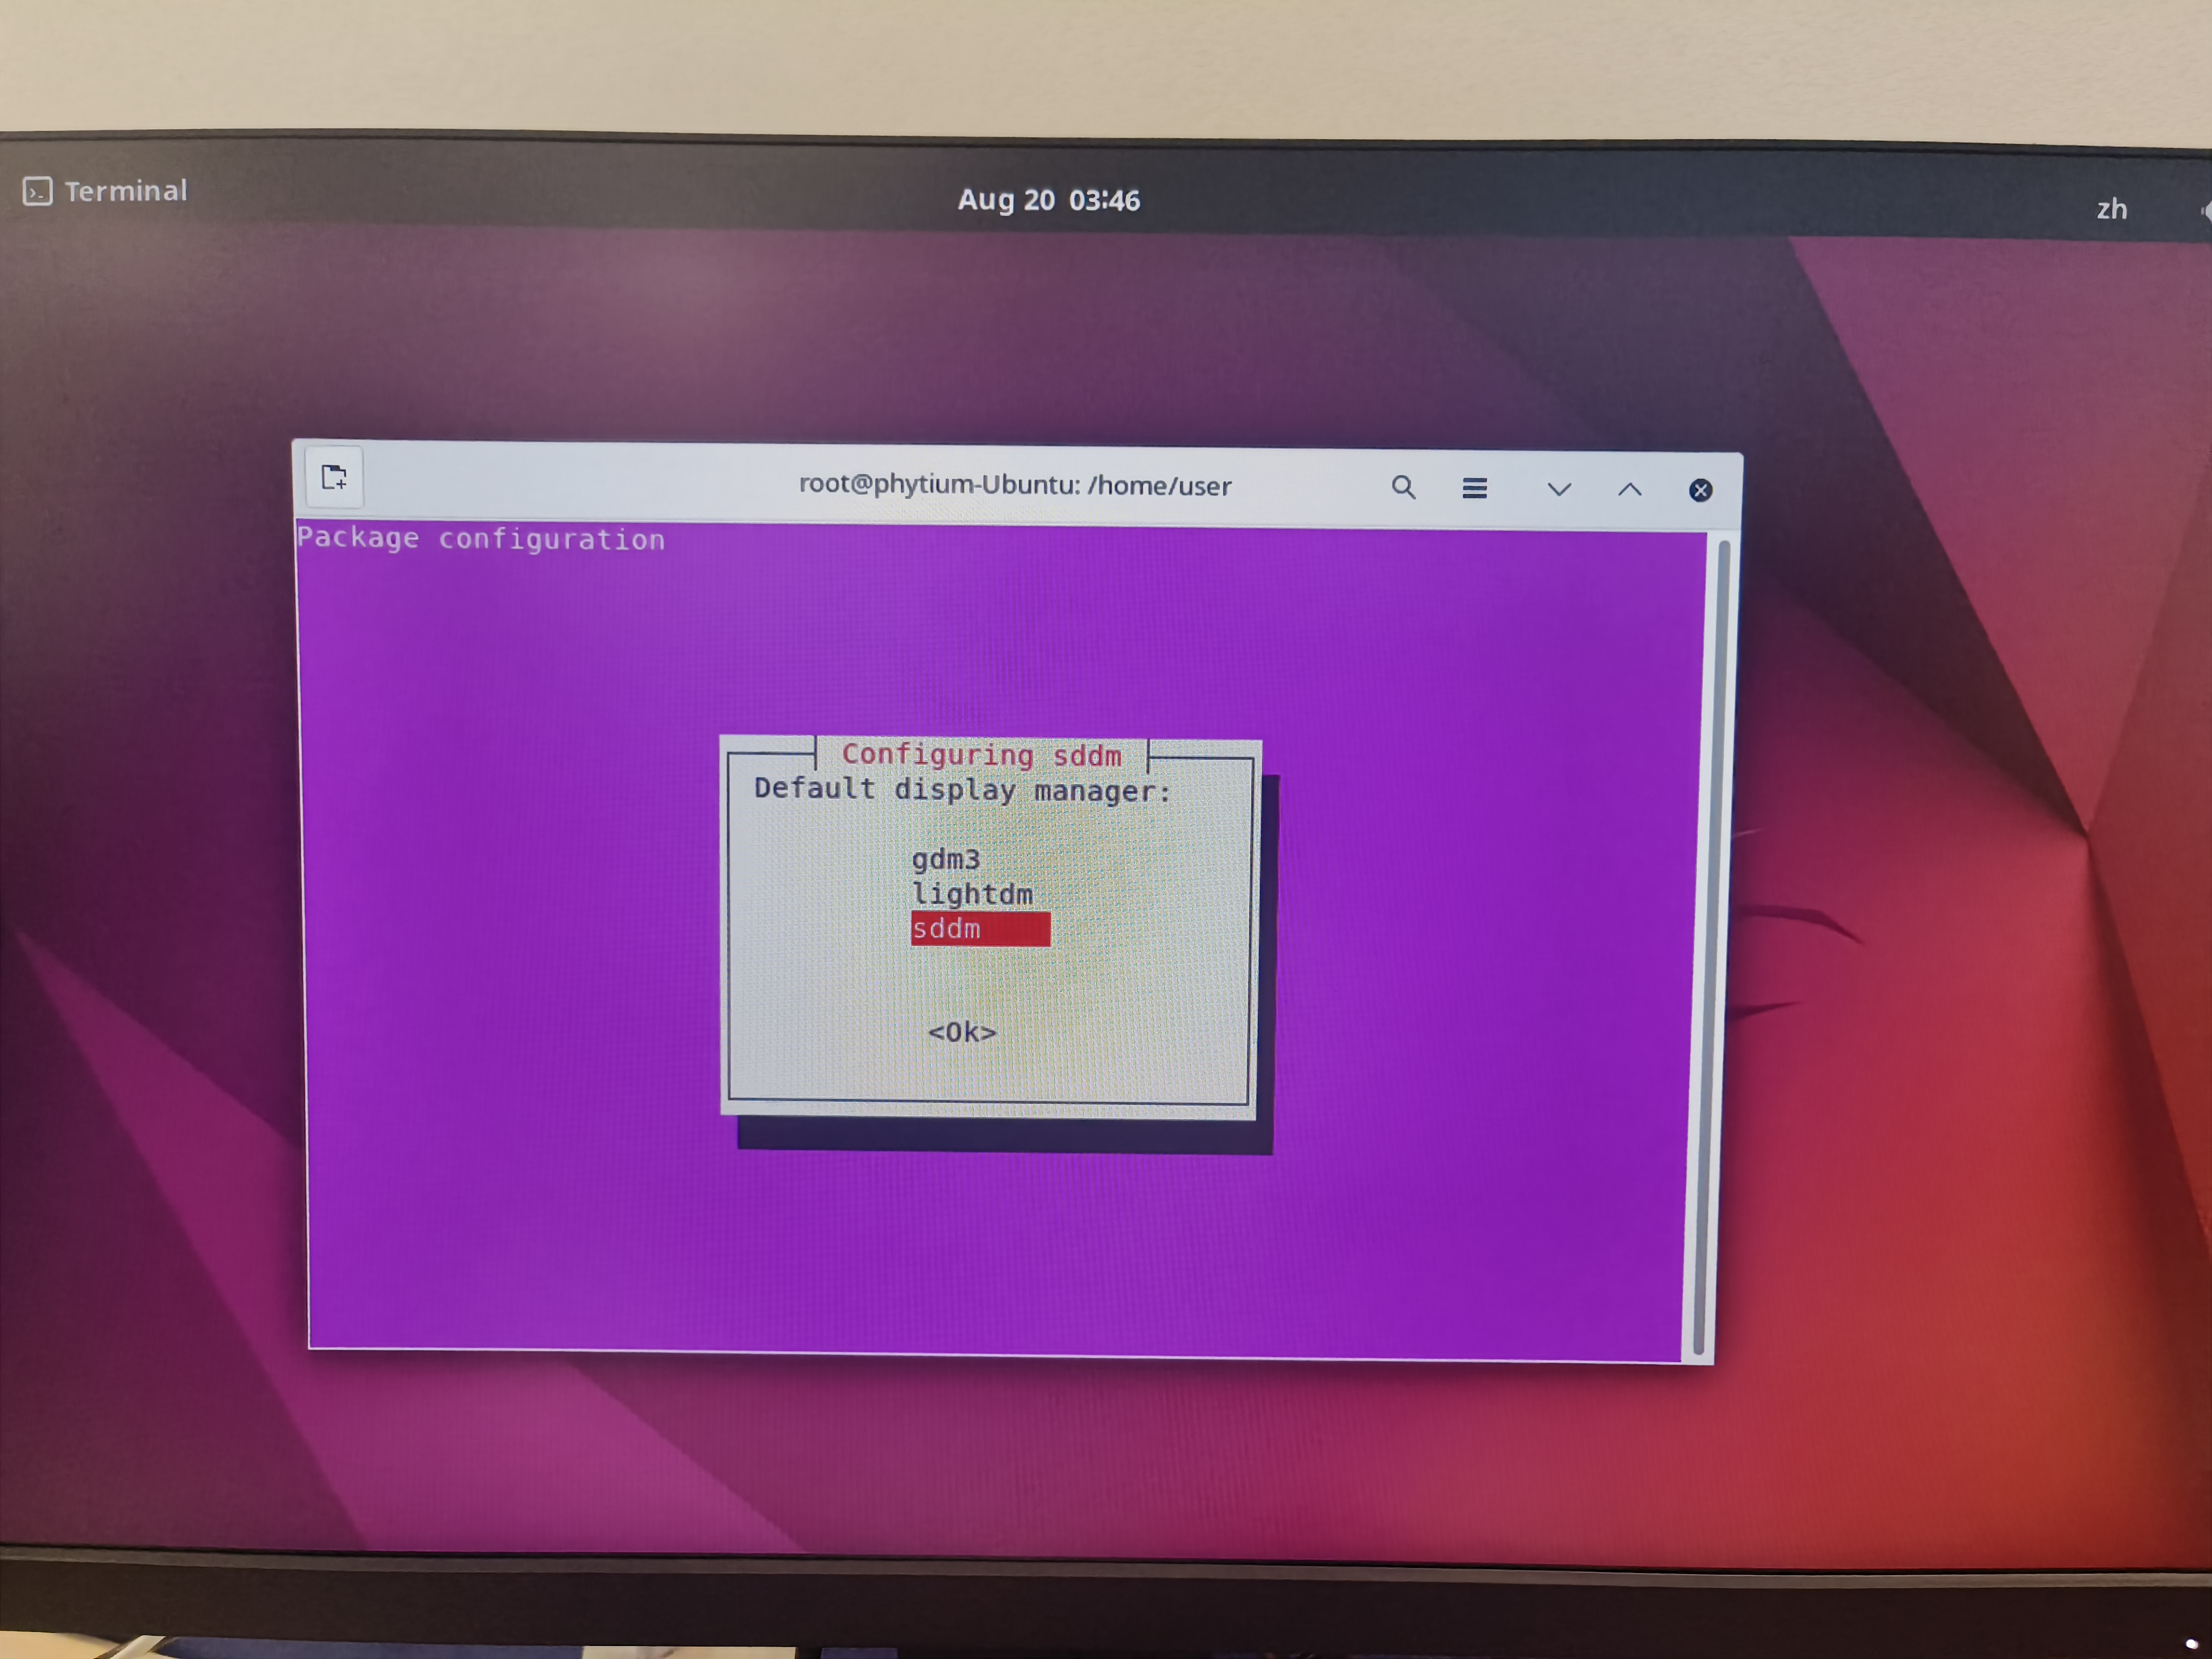 Terminal
Aug 20 03:46
zh
root@phytium-Ubuntu: /home/user
Package configuration
Configuring sddm
Default display manager:
gdm3
lightdm
sddm
<Ok>